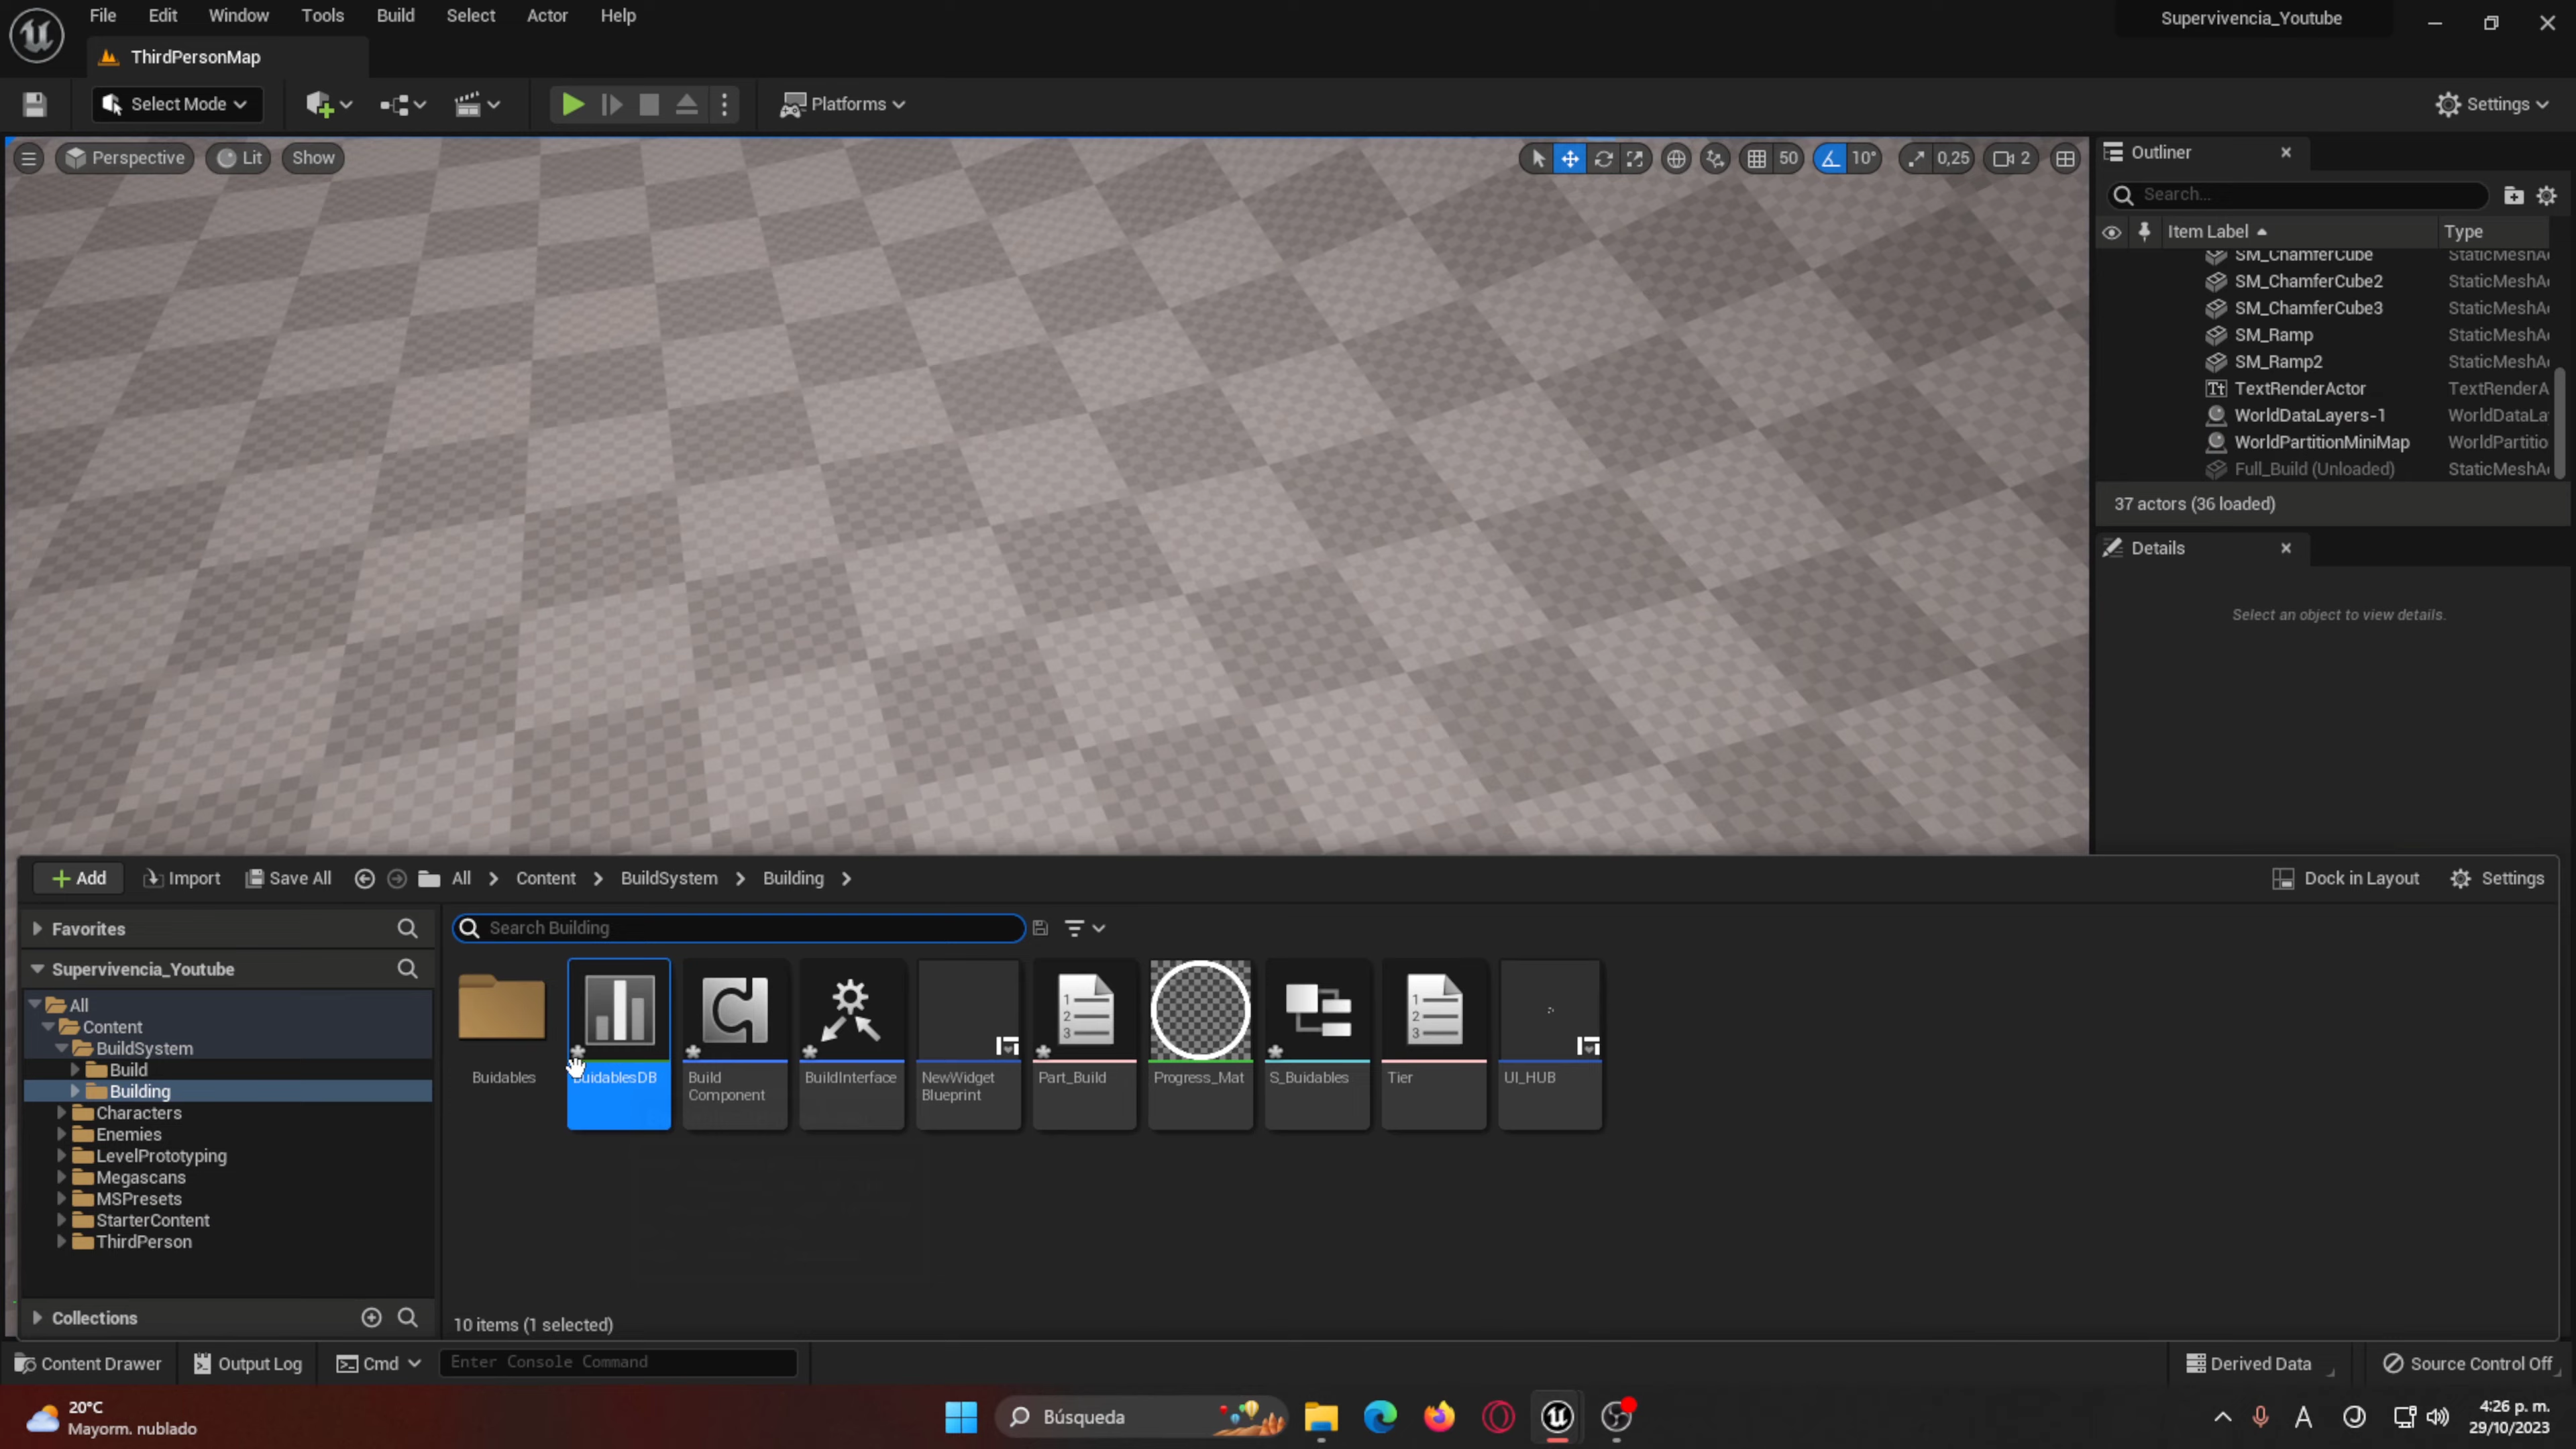 File Edit Window Tools Build Select Actor Help
Supervivencia_Youtube
ThirdPersonMap
Select Mode
Platforms
Settings
Perspective
Lit
Show
50
10°
0,25
2
Outliner
Search...
Item Label
Type
SM_ChamferCube StaticMeshA
SM_ChamferCube2 StaticMeshA
SM_ChamferCube3 StaticMeshA
SM_Ramp StaticMeshA
SM_Ramp2 StaticMeshA
TextRenderActor TextRenderA
WorldDataLayers-1 WorldDataLa
WorldPartitionMiniMap WorldPartitio
Full_Build (Unloaded) StaticMeshA
37 actors (36 loaded)
Details
Select an object to view details.
Add
Import
Save All
All
Content
BuildSystem
Building
Dock in Layout
Settings
Favorites
Supervivencia_Youtube
All
Content
BuildSystem
Build
Building
Characters
Enemies
LevelPrototyping
Megascans
MSPresets
StarterContent
ThirdPerson
Collections
Search Building
Buidables
BuidablesDB
Build
Component
BuildInterface
NewWidget
Blueprint
Part_Build
Progress_Mat
S_Buidables
Tier
UI_HUB
10 items (1 selected)
Content Drawer
Output Log
Cmd
Enter Console Command
Derived Data
Source Control Off
20°C
Mayorm. nublado
Búsqueda
4:26 p. m.
29/10/2023